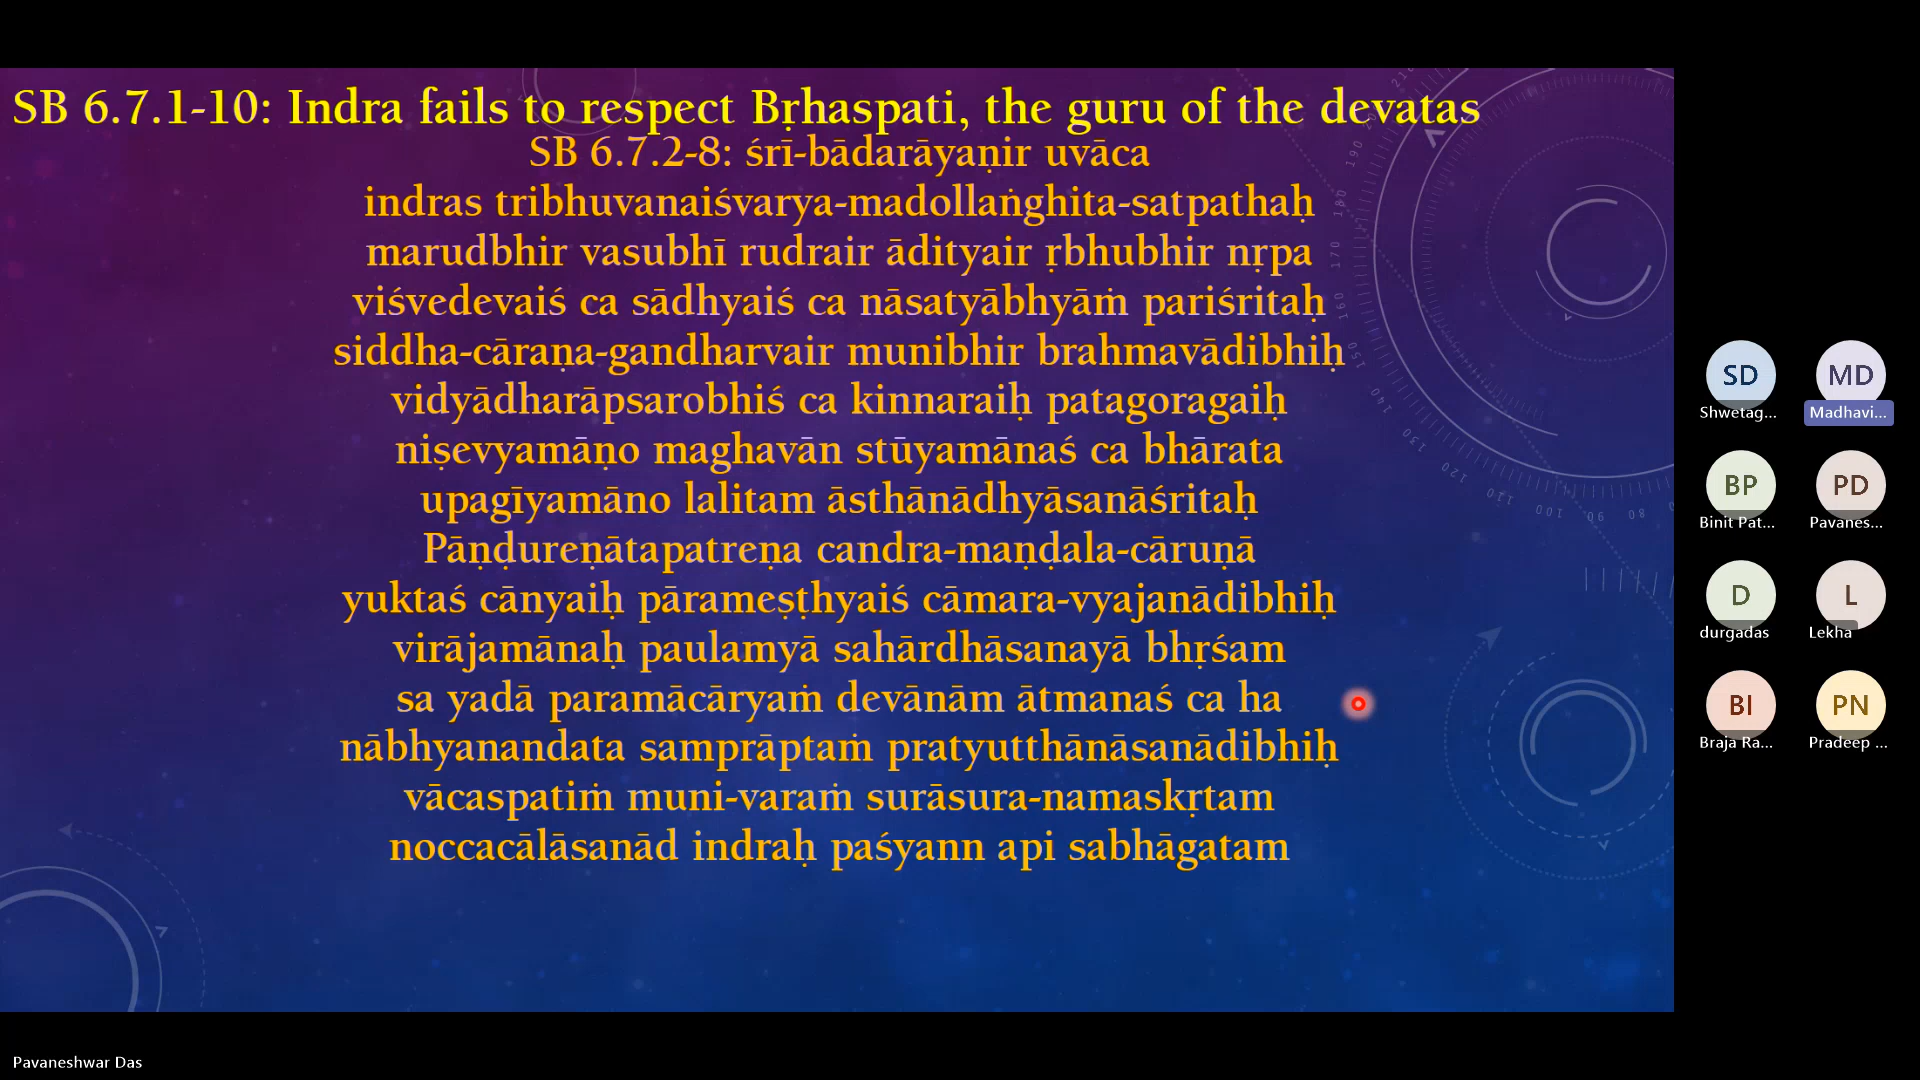 SB 6.7.1-10: Indra fails to respect Bṛhaspati, the guru of the devatas
SB 6.7.2-8: śrī-bādarāyaṇir uvāca
indras tribhuvanaiśvarya-madollaṅghita-satpathaḥ
marudbhir vasubhī rudrair ādityair ṛbhubhir nṛpa
viśvedevaiś ca sādhyaiś ca nāsatyābhyāṁ pariśritaḥ
siddha-cāraṇa-gandharvair munibhir brahmavādibhiḥ
vidyādharāpsarobhiś ca kinnaraiḥ patagoragaiḥ
niṣevyamāṇo maghavān stūyamānaś ca bhārata
upagīyamāno lalitam āsthānādhyāsanāśritaḥ
Pāṇḍureṇātapatreṇa candra-maṇḍala-cāruṇā
yuktaś cānyaiḥ pārameṣṭhyaiś cāmara-vyajanādibhiḥ
virājamānaḥ paulamyā sahārdhāsanayā bhṛśam
sa yadā paramācāryaṁ devānām ātmanaś ca ha
nābhyanandata samprāptaṁ pratyutthānāsanādibhiḥ
vācaspatiṁ muni-varaṁ surāsura-namaskṛtam
noccacālāsanād indraḥ paśyann api sabhāgatam
SD MD
Shwetag... Madhavi...
BP PD
Binit Pat... Pavanes...
D L
durgadas Lekha
BI PN
Braja Ra... Pradeep ...
Pavaneshwar Das